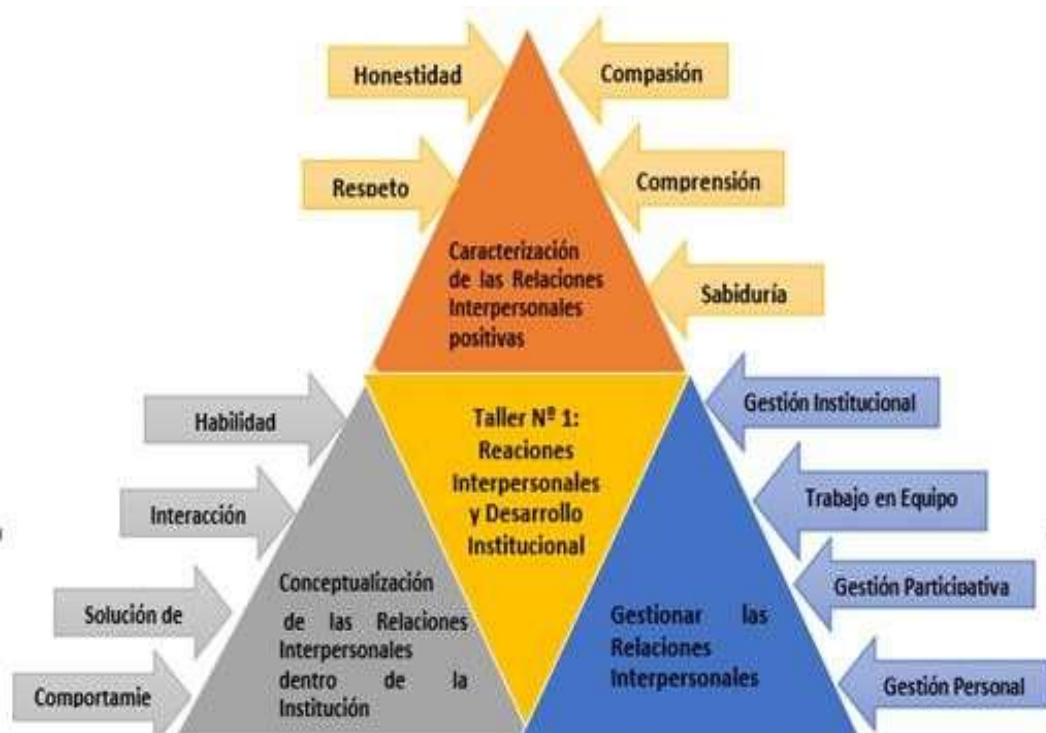 Honestidad
Compasión
Respeto
Comprensión
Caracterización
de las Relaciones
Interpersonales
positivas
Sabiduría
Habilidad
Interacción
Solución de
Comportamie
Taller Nº 1:
Reaciones
Interpersonales
y Desarrollo
Institucional
Conceptualización
de las Relaciones
Interpersonales
dentro de la
Institución
Gestionar las
Relaciones
Interpersonales
Gestión Institucional
Trabajo en Equipo
Gestión Participativa
Gestión Personal